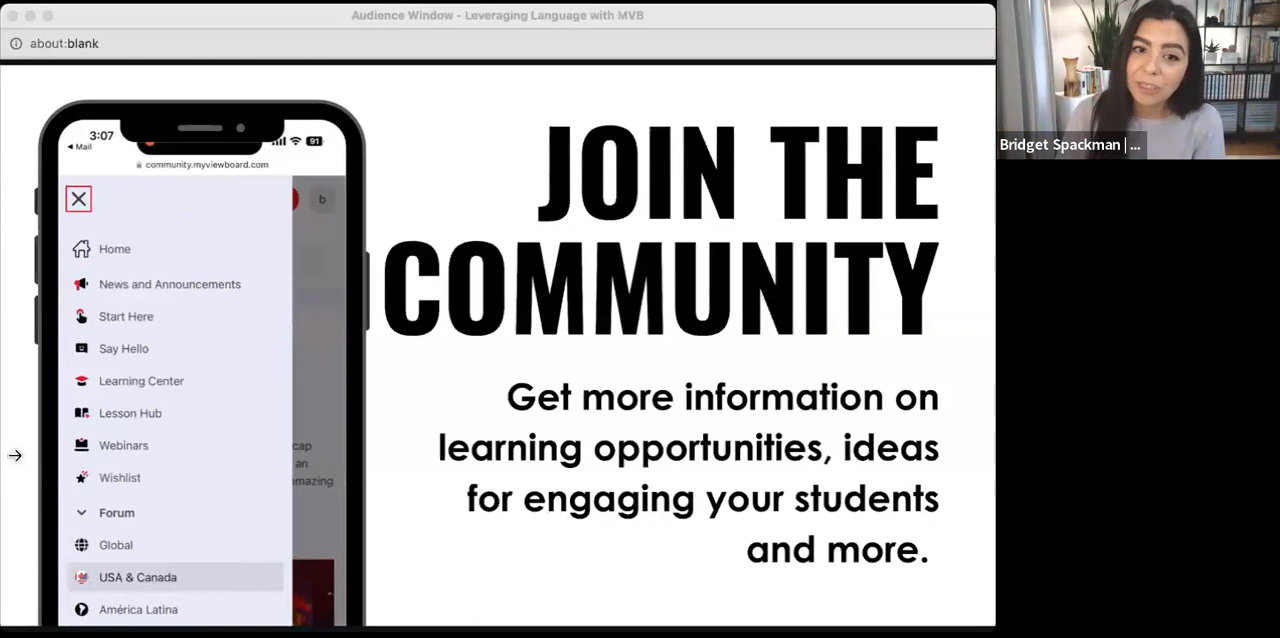 Audience Window - Leveraging Language with MVB
about:blank
3:07
Mail
91
community.myviewboard.com
b
Home
News and Announcements
Start Here
Say Hello
Learning Center
Lesson Hub
Webinars
Wishlist
Forum
Global
USA & Canada
América Latina
cap
an
mazing
JOIN THE
COMMUNITY
Get more information on
learning opportunities, ideas
for engaging your students
and more.
Bridget Spackman | ...